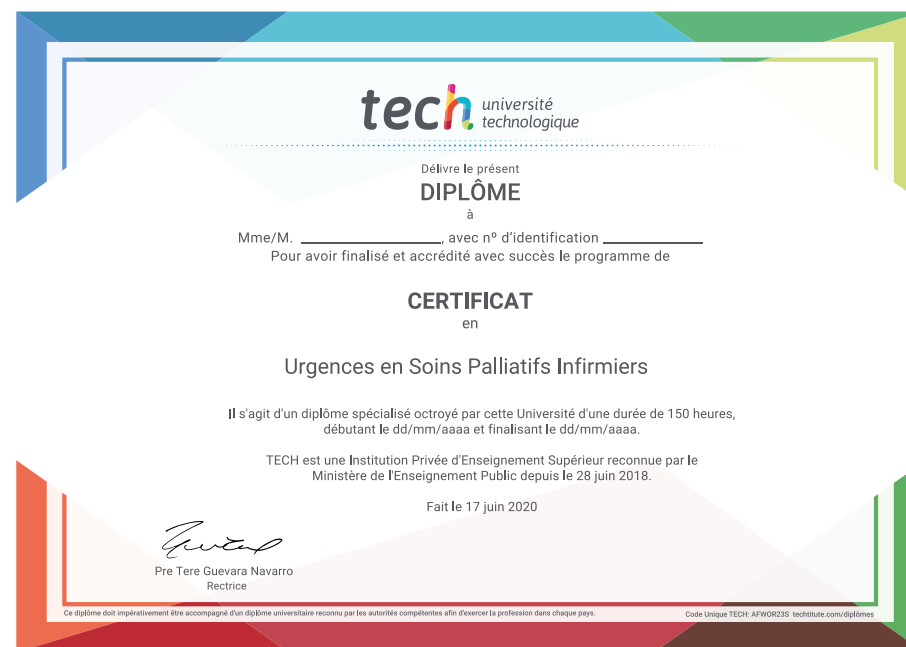 tech université
technologique
Délivre le présent
DIPLÔME
à
Mme/M. ____________________, avec nº d'identification ______________
Pour avoir finalisé et accrédité avec succès le programme de
CERTIFICAT
en
Urgences en Soins Palliatifs Infirmiers
Il s'agit d'un diplôme spécialisé octroyé par cette Université d'une durée de 150 heures,
débutant le dd/mm/aaaa et finalisant le dd/mm/aaaa.
TECH est une Institution Privée d'Enseignement Supérieur reconnue par le
Ministère de l'Enseignement Public depuis le 28 juin 2018.
Fait le 17 juin 2020
Pre Tere Guevara Navarro
Rectrice
Ce diplôme doit impérativement être accompagné d'un diplôme universitaire reconnu par les autorités compétentes afin d'exercer la profession dans chaque pays.
Code Unique TECH: AFWOR23S techtitute.com/diplômes